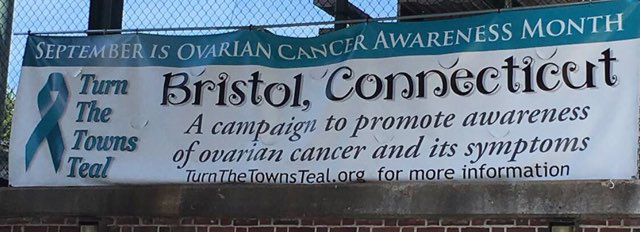 SEPTEMBER IS OVARIAN CANCER AWARENESS MONTH
Turn
The
Towns
Teal
Bristol, Connecticut
A campaign to promote awareness
of ovarian cancer and its symptoms
TurnTheTownsTeal.org for more information